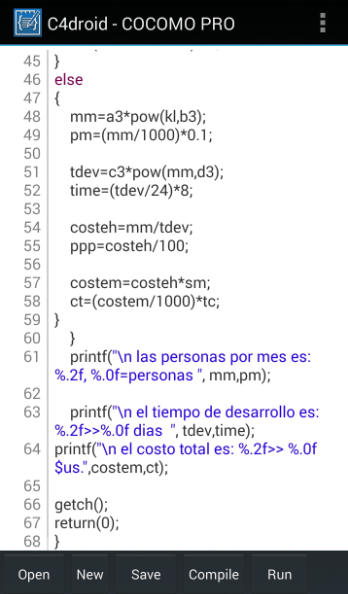 C4droid - COCOMO PRO
45 }
46 else
47 {
48 mm=a3*pow(kl,b3);
49 pm=(mm/1000)*0.1;
50
51 tdev=c3*pow(mm,d3);
52 time=(tdev/24)*8;
53
54 costeh=mm/tdev;
55 ppp=costeh/100;
56
57 costem=costeh*sm;
58 ct=(costem/1000)*tc;
59 }
60 }
61 printf("\n las personas por mes es:
%.2f, %.0f=personas ", mm,pm);
62
63 printf("\n el tiempo de desarrollo es:
%.2f>>%.0f dias  ", tdev,time);
64 printf("\n el costo total es: %.2f>> %.0f
$us.",costem,ct);
65
66 getch();
67 return(0);
68 }
Open New Save Compile Run